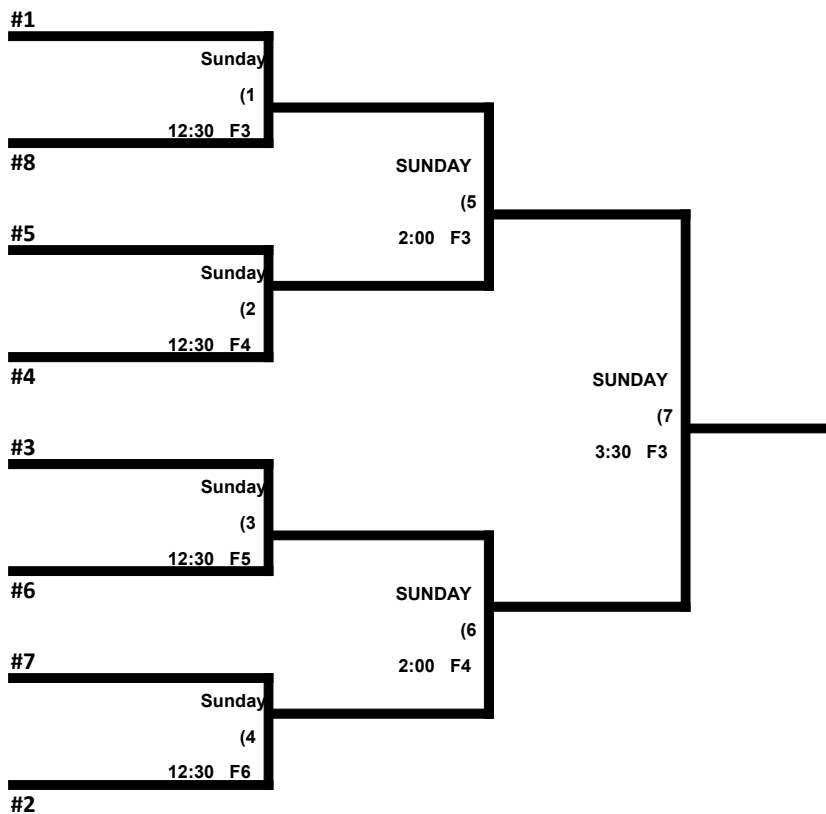 #1
Sunday
(1
12:30 F3
#8
SUNDAY
(5
2:00 F3
#5
Sunday
(2
12:30 F4
#4
SUNDAY
(7
3:30 F3
#3
Sunday
(3
12:30 F5
#6
SUNDAY
(6
2:00 F4
#7
Sunday
(4
12:30 F6
#2